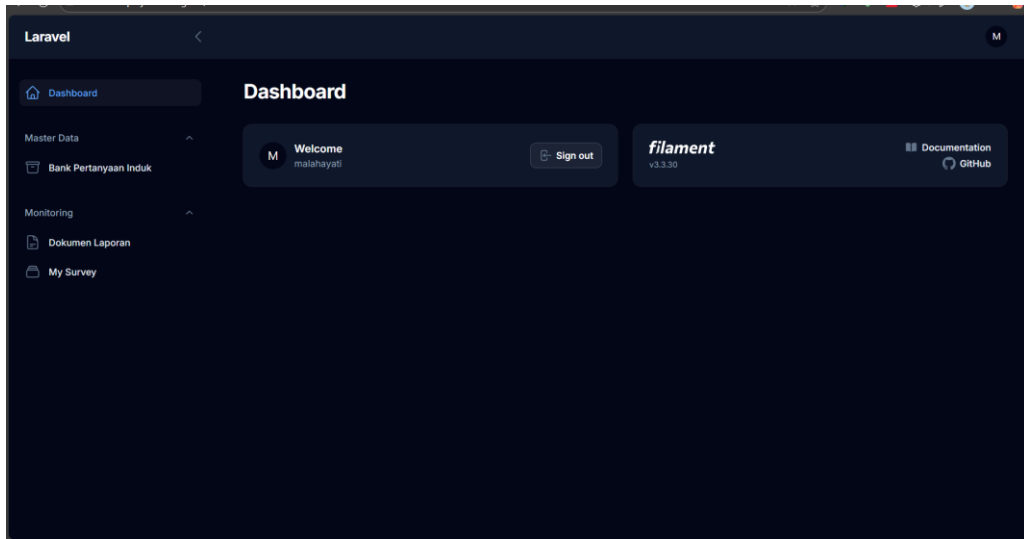 Laravel
M
Dashboard
Master Data
Bank Pertanyaan Induk
Monitoring
Dokumen Laporan
My Survey
Dashboard
M
Welcome
malahayati
Sign out
filament
v3.3.30
Documentation
GitHub